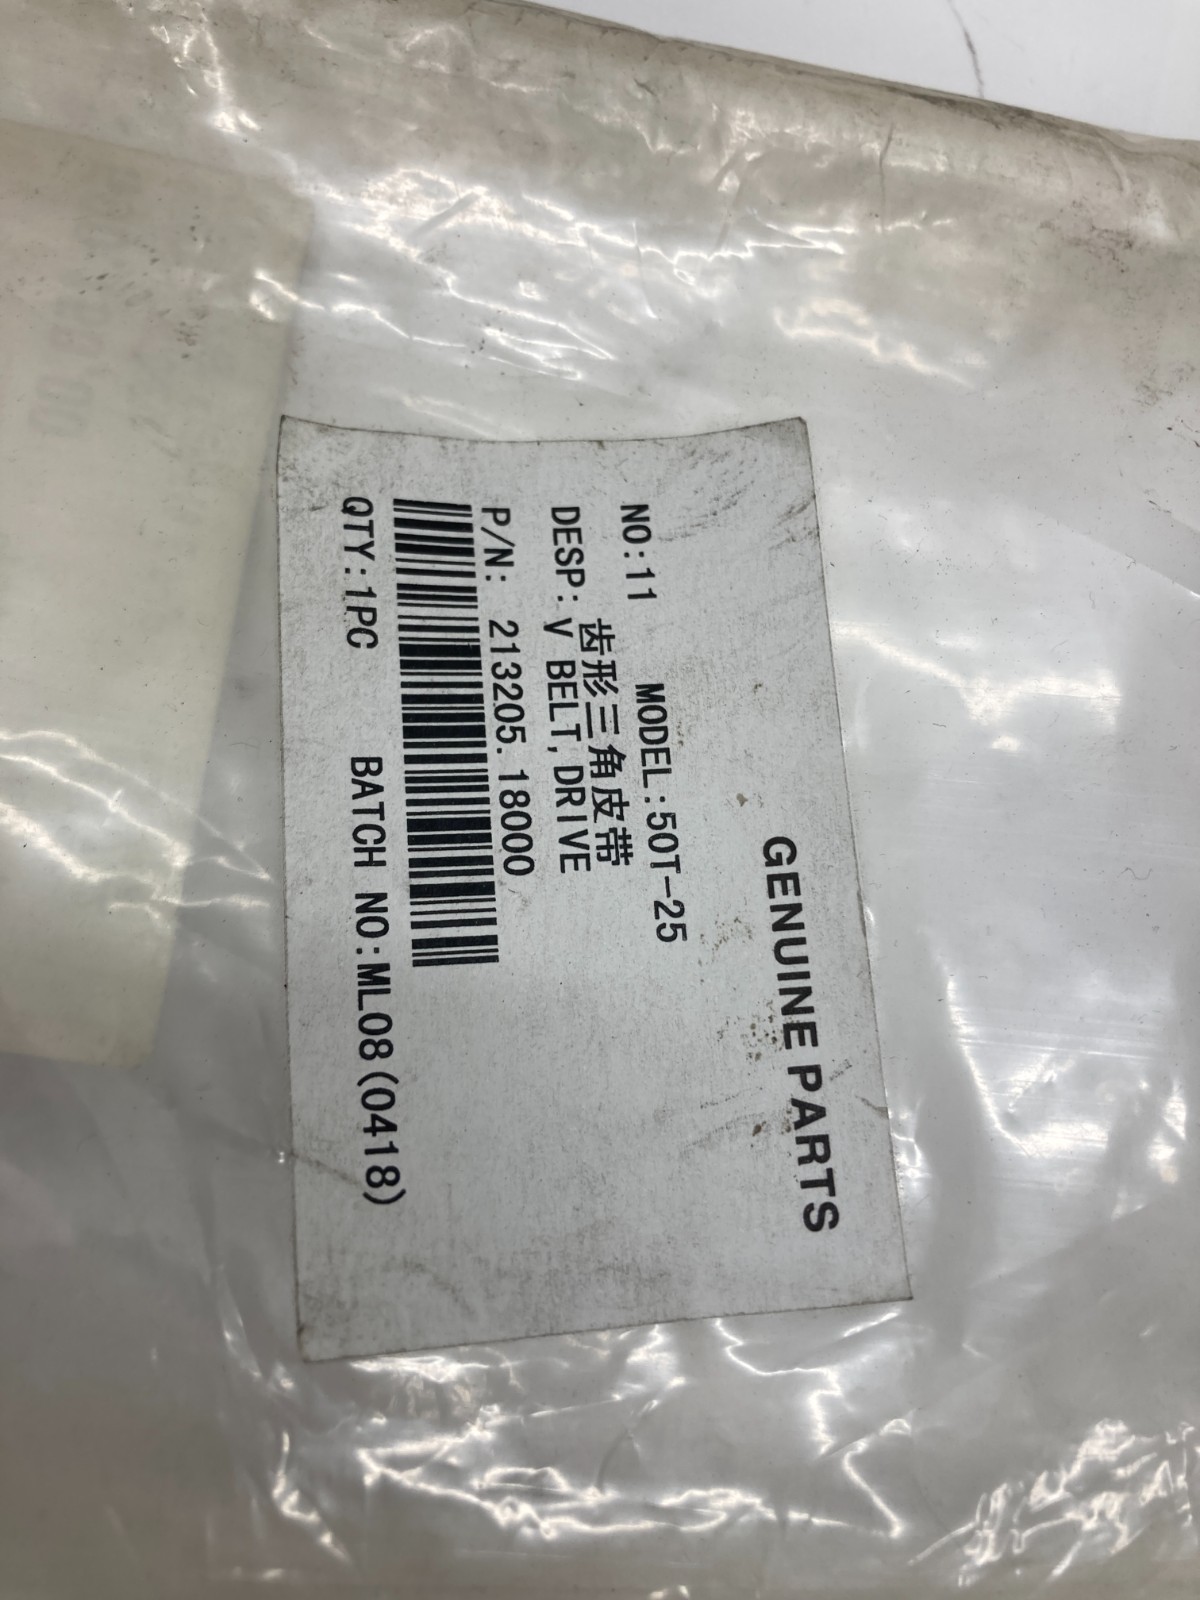 GENUINE PARTS
NO:11 MODEL:50T-25
齿形三角皮带
DESP: V BELT, DRIVE
P/N: 213205.18000
QTY:1PC BATCH NO:ML08(0418)